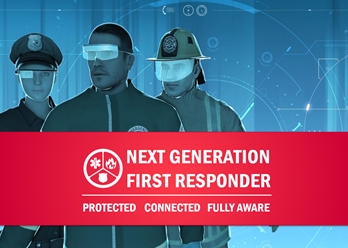 NEXT GENERATION
FIRST RESPONDER
PROTECTED CONNECTED FULLY AWARE